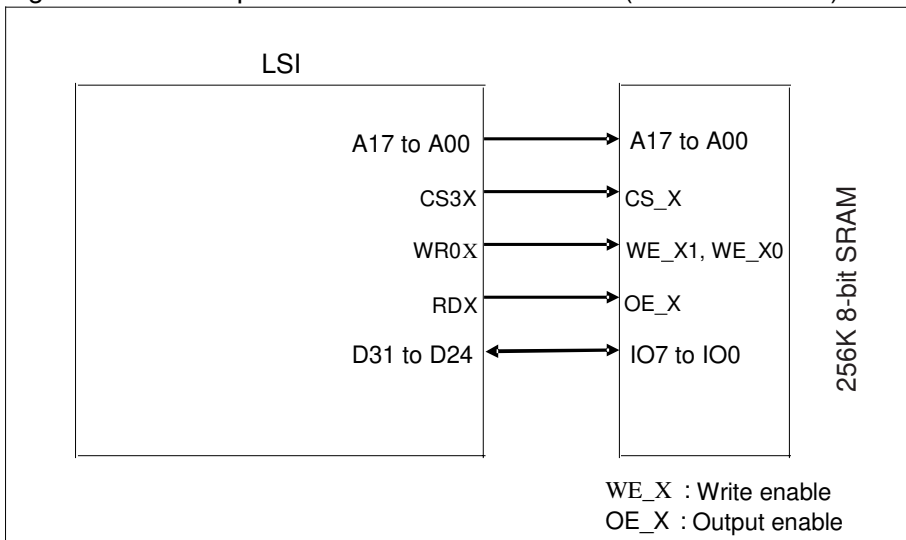 LSI
A17 to A00 A17 to A00
CS3X CS_X
WR0X WE_X1, WE_X0
RDX OE_X
D31 to D24 IO7 to IO0
256K 8-bit SRAM
WE_X : Write enable
OE_X : Output enable